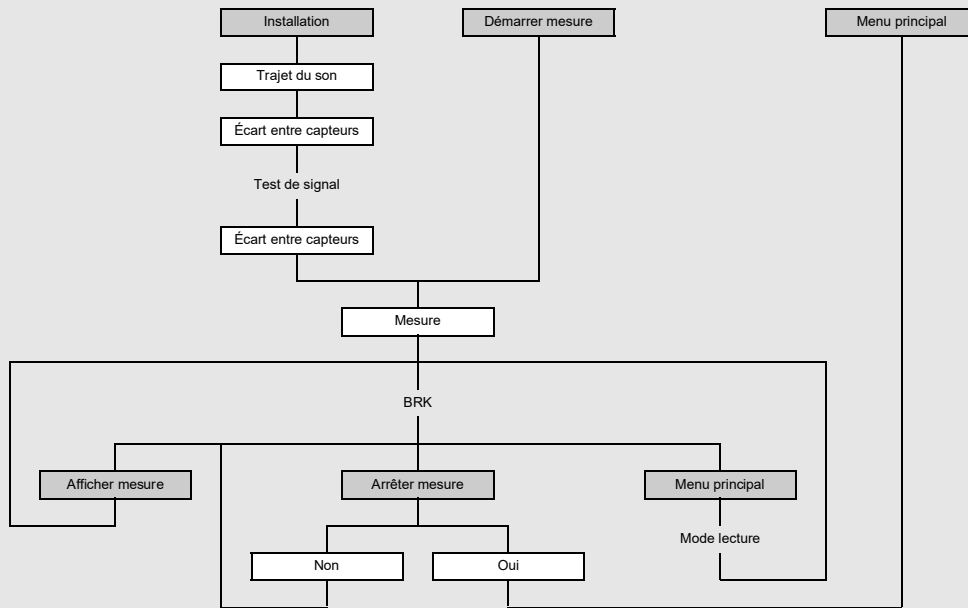 Installation
Démarrer mesure
Menu principal
Trajet du son
Écart entre capteurs
Test de signal
Écart entre capteurs
Mesure
BRK
Afficher mesure
Arrêter mesure
Menu principal
Mode lecture
Non
Oui